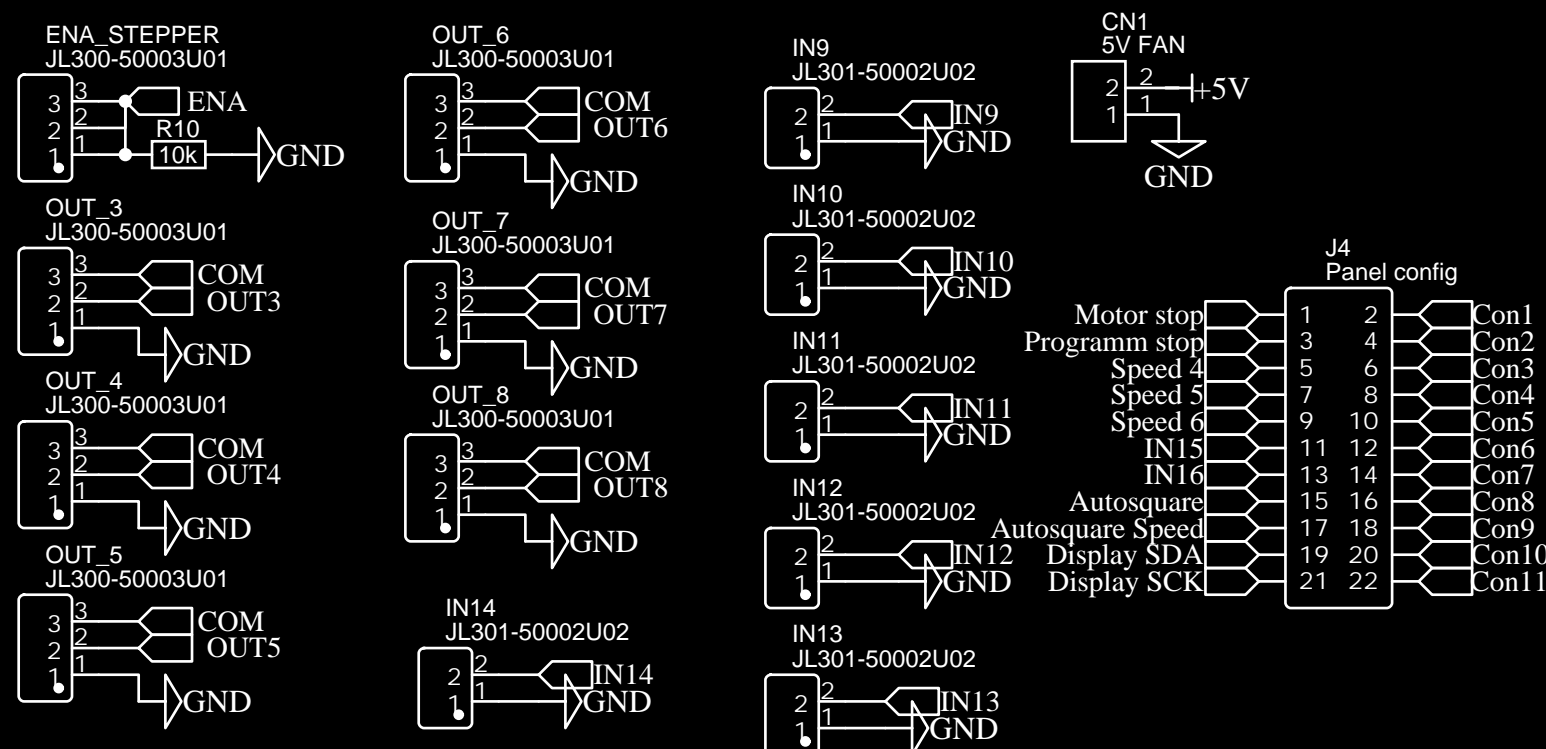 ENA_STEPPER
JL300-50003U01
3 3 ENA
2 2
1 1 R10 10k GND
OUT_3
JL300-50003U01
3 3 COM
2 2 OUT3
1 1 GND
OUT_4
JL300-50003U01
3 3 COM
2 2 OUT4
1 1 GND
OUT_5
JL300-50003U01
3 3 COM
2 2 OUT5
1 1 GND
OUT_6
JL300-50003U01
3 3 COM
2 2 OUT6
1 1 GND
OUT_7
JL300-50003U01
3 3 COM
2 2 OUT7
1 1 GND
OUT_8
JL300-50003U01
3 3 COM
2 2 OUT8
1 1 GND
IN14
JL301-50002U02
2 2 IN14
1 1 GND
IN9
JL301-50002U02
2 2 IN9
1 1 GND
IN10
JL301-50002U02
2 2 IN10
1 1 GND
IN11
JL301-50002U02
2 2 IN11
1 1 GND
IN12
JL301-50002U02
2 2 IN12
1 1 GND
IN13
JL301-50002U02
2 2 IN13
1 1 GND
CN1
5V FAN
2 2 +5V
1 1
GND
J4
Panel config
Motor stop 1 2 Con1
Programm stop 3 4 Con2
Speed 4 5 6 Con3
Speed 5 7 8 Con4
Speed 6 9 10 Con5
IN15 11 12 Con6
IN16 13 14 Con7
Autosquare 15 16 Con8
Autosquare Speed 17 18 Con9
Display SDA 19 20 Con10
Display SCK 21 22 Con11